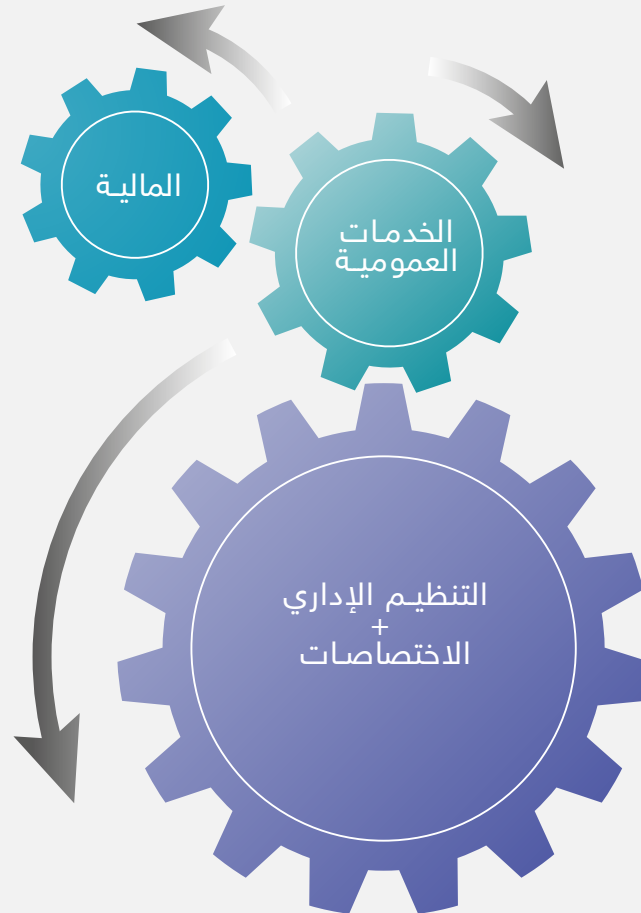 المالية
الخدمات
العمومية
التنظيم الإداري
+
الاختصاصات